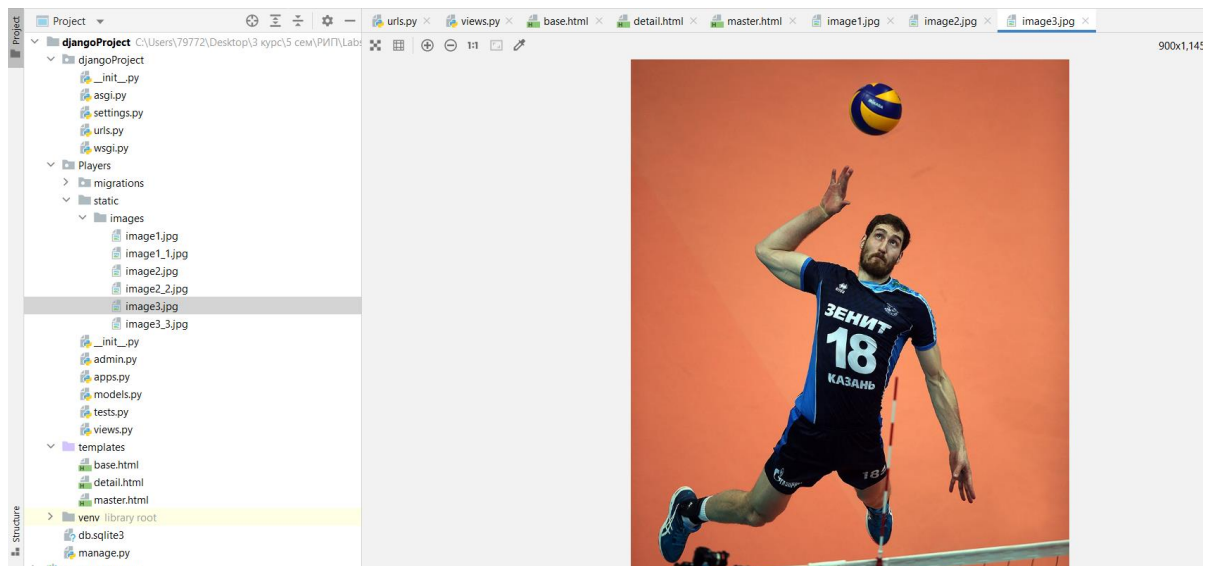 Project
Project
urls.py
views.py
base.html
detail.html
master.html
image1.jpg
image2.jpg
image3.jpg
djangoProject C:\Users\79772\Desktop\3 курс\5 сем\РИП\Labs
1:1
900x1,145
djangoProject
__init__.py
asgi.py
settings.py
urls.py
wsgi.py
Players
migrations
static
images
image1.jpg
image1_1.jpg
image2.jpg
image2_2.jpg
image3.jpg
image3_3.jpg
__init__.py
admin.py
apps.py
models.py
tests.py
views.py
templates
base.html
detail.html
master.html
venv library root
db.sqlite3
manage.py
Structure
ЗЕНИТ
18
КАЗАНЬ
18